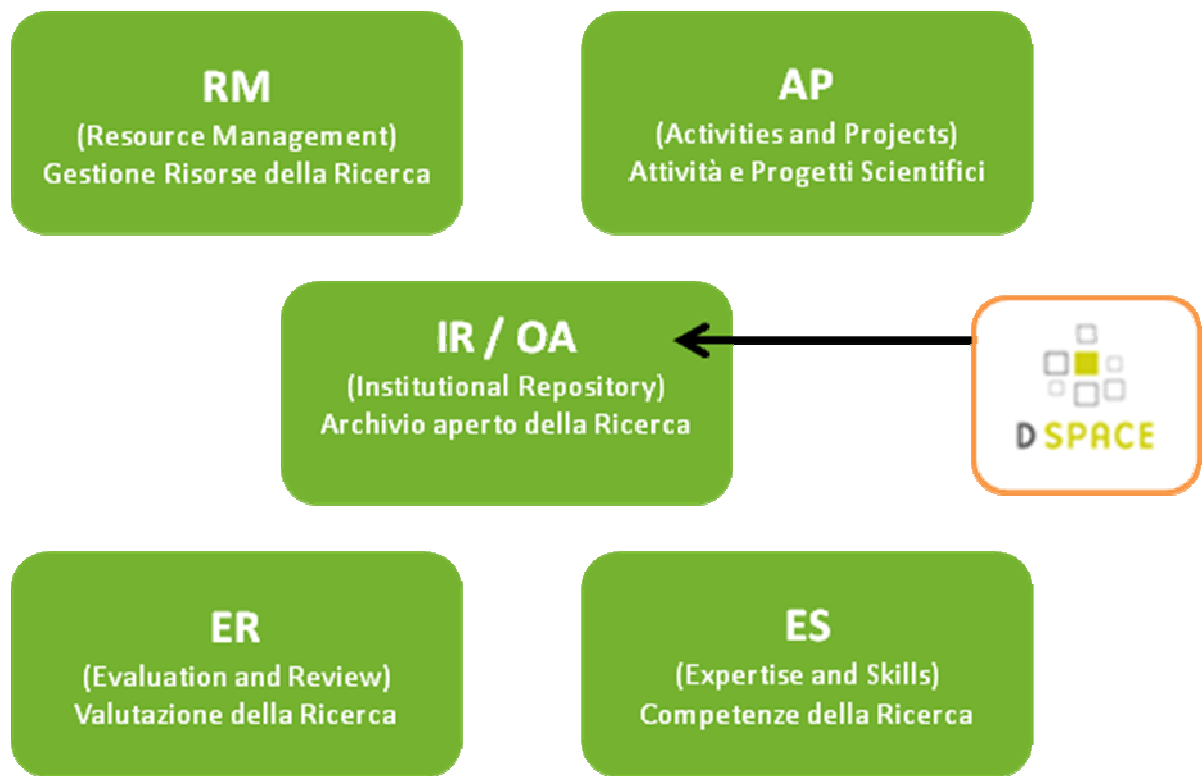 RM
(Resource Management)
Gestione Risorse della Ricerca
AP
(Activities and Projects)
Attività e Progetti Scientifici
IR / OA
(Institutional Repository)
Archivio aperto della Ricerca
D SPACE
ER
(Evaluation and Review)
Valutazione della Ricerca
ES
(Expertise and Skills)
Competenze della Ricerca